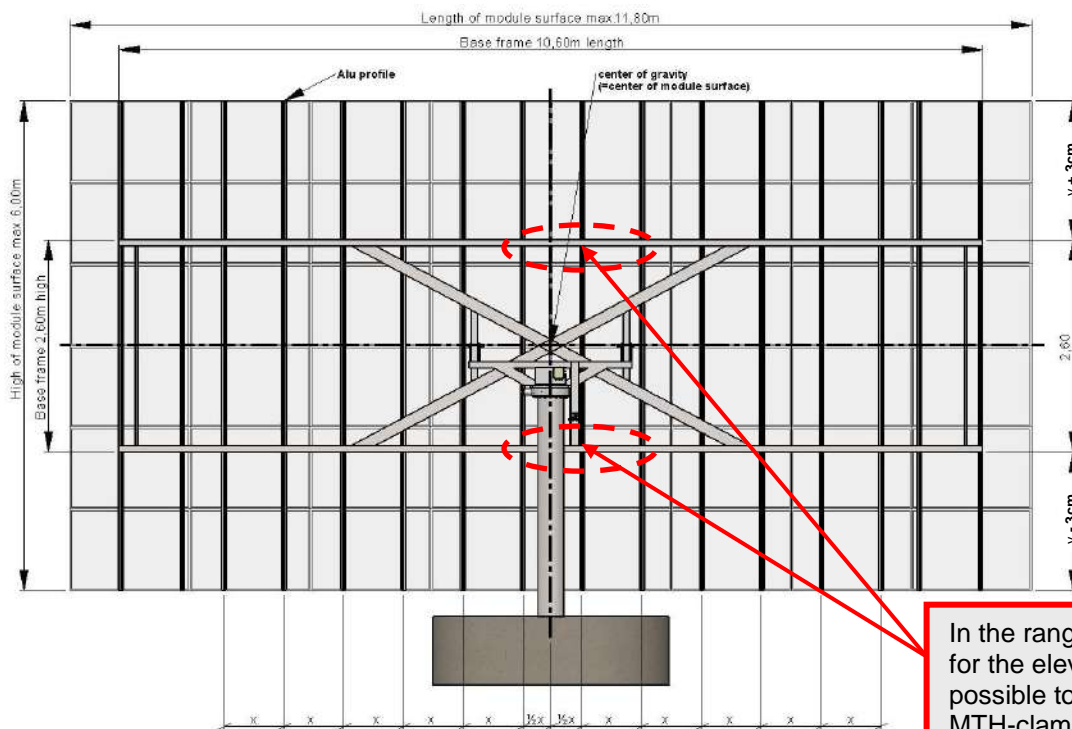 Length of module surface max.11,80m
Base frame 10,60m length
Alu profile
center of gravity
(=center of module surface)
High of module surface max 6,00m
Base frame 2,60m high
2,60
In the rang
for the elev
possible to
MTH-clam
x x x x x ½x ½x x x x x x